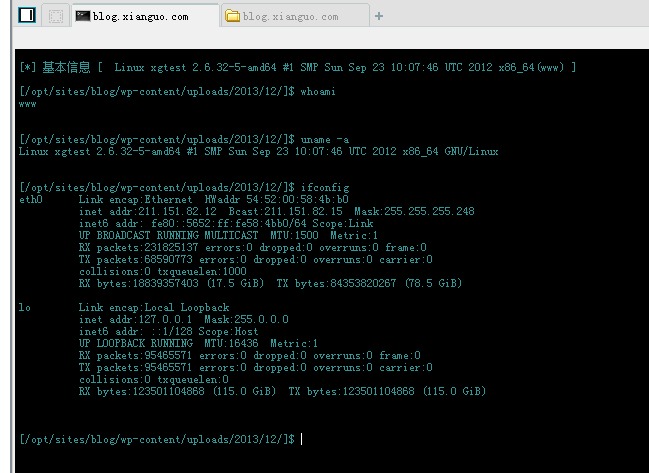 blog.xianguo.com
blog.xianguo.com
[*] 基本信息 [  Linux xgtest 2.6.32-5-amd64 #1 SMP Sun Sep 23 10:07:46 UTC 2012 x86_64(www) ]
[/opt/sites/blog/wp-content/uploads/2013/12/]$ whoami
www
[/opt/sites/blog/wp-content/uploads/2013/12/]$ uname -a
Linux xgtest 2.6.32-5-amd64 #1 SMP Sun Sep 23 10:07:46 UTC 2012 x86_64 GNU/Linux
[/opt/sites/blog/wp-content/uploads/2013/12/]$ ifconfig
eth0      Link encap:Ethernet  HWaddr 54:52:00:58:4b:b0
inet addr:211.151.82.12  Bcast:211.151.82.15  Mask:255.255.255.248
inet6 addr: fe80::5652:ff:fe58:4bb0/64 Scope:Link
UP BROADCAST RUNNING MULTICAST  MTU:1500  Metric:1
RX packets:231825137 errors:0 dropped:0 overruns:0 frame:0
TX packets:68590773 errors:0 dropped:0 overruns:0 carrier:0
collisions:0 txqueuelen:1000
RX bytes:18839357403 (17.5 GiB)  TX bytes:84353820267 (78.5 GiB)
lo        Link encap:Local Loopback
inet addr:127.0.0.1  Mask:255.0.0.0
inet6 addr: ::1/128 Scope:Host
UP LOOPBACK RUNNING  MTU:16436  Metric:1
RX packets:95465571 errors:0 dropped:0 overruns:0 frame:0
TX packets:95465571 errors:0 dropped:0 overruns:0 carrier:0
collisions:0 txqueuelen:0
RX bytes:123501104868 (115.0 GiB)  TX bytes:123501104868 (115.0 GiB)
[/opt/sites/blog/wp-content/uploads/2013/12/]$